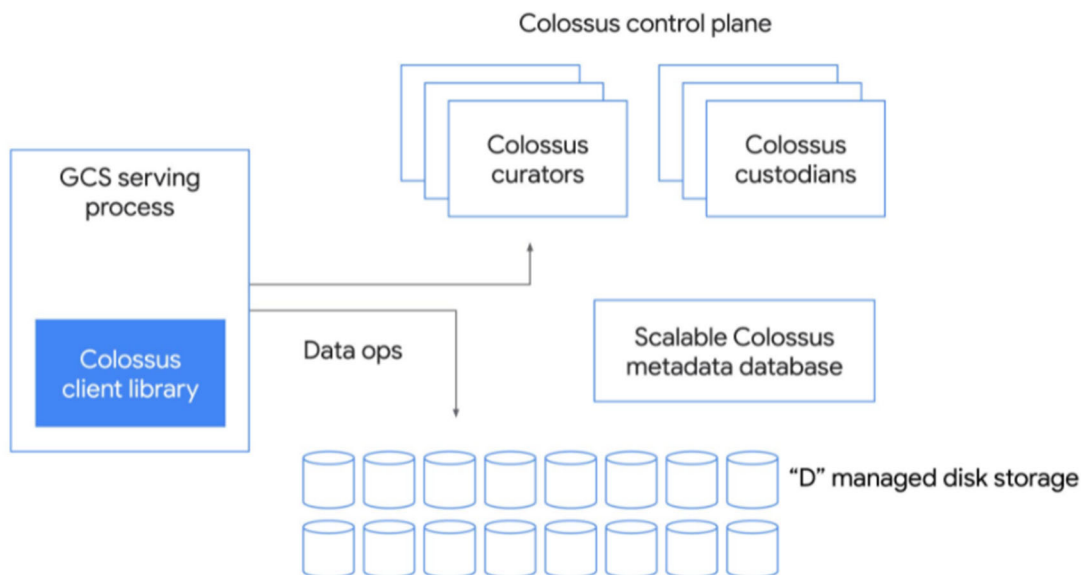 Colossus control plane
Colossus
curators
Colossus
custodians
GCS serving
process
Colossus
client library
Data ops
Scalable Colossus
metadata database
“D” managed disk storage